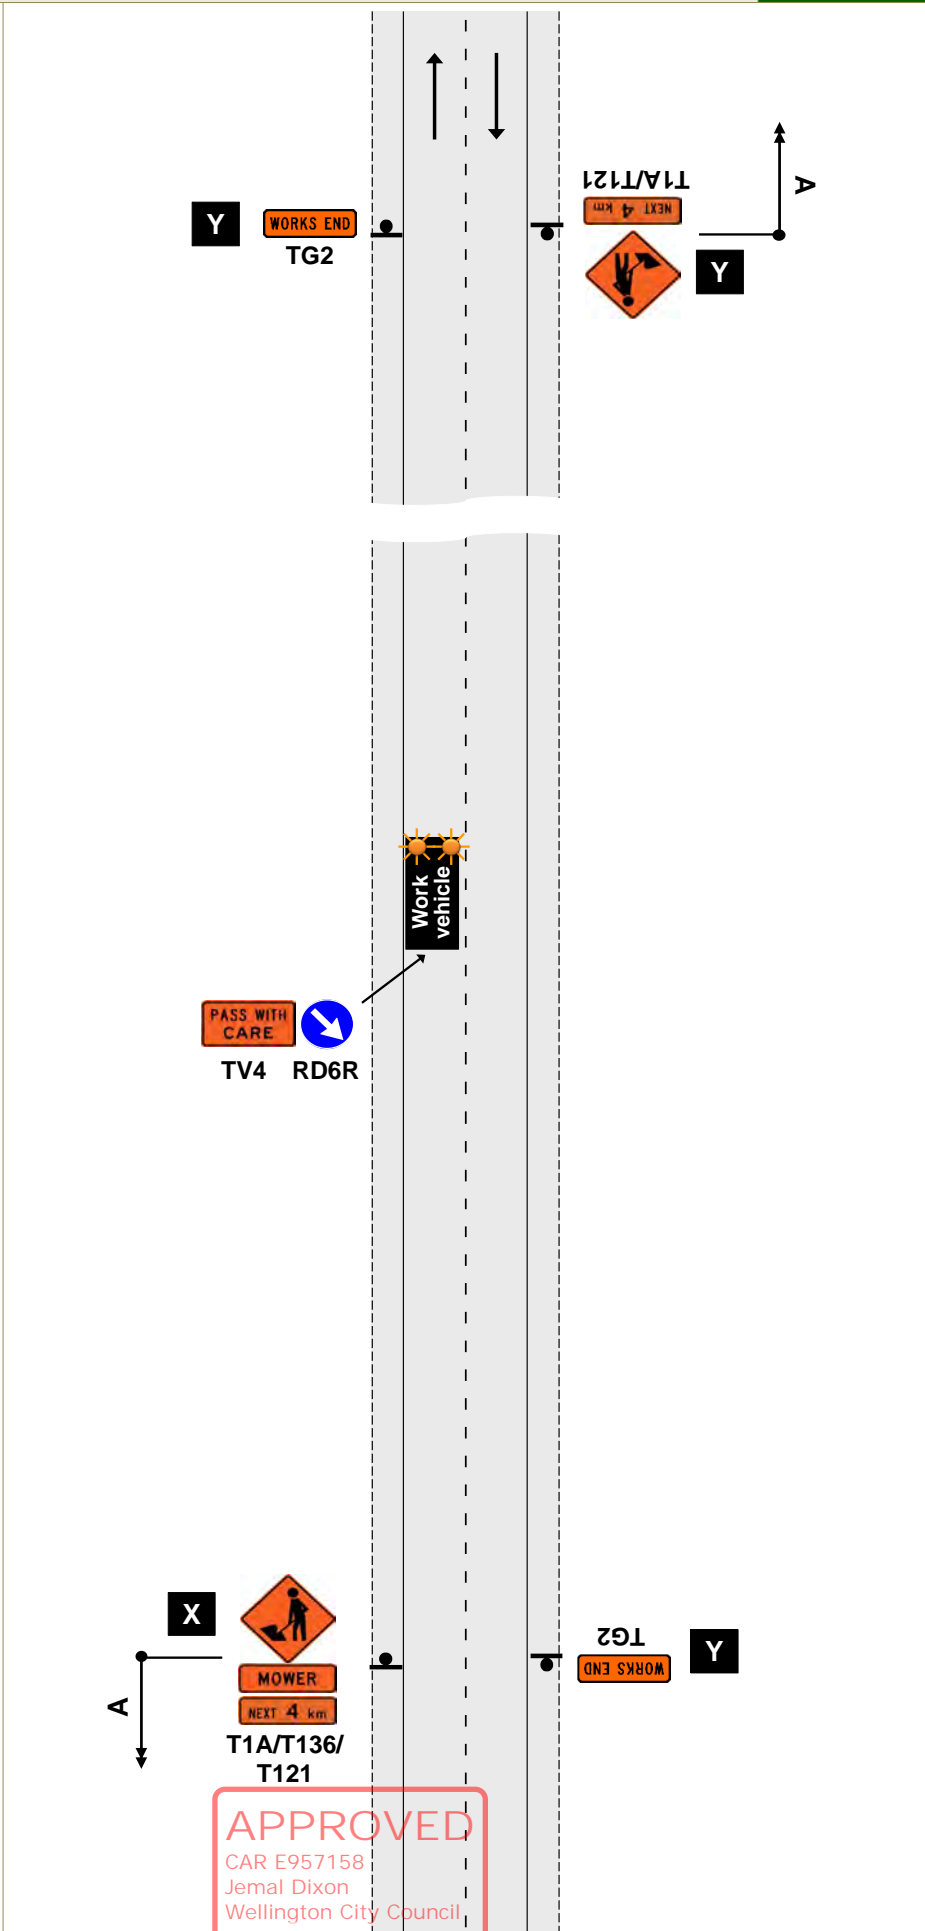 T1A/T121
NEXT 4 km
A
Y
WORKS END
TG2
Y
Work
vehicle
PASS WITH
CARE
TV4 RD6R
X
MOWER
NEXT 4 km
T1A/T136/
T121
A
TG2
WORKS END
Y
APPROVED
CAR E957158
Jemal Dixon
Wellington City Council